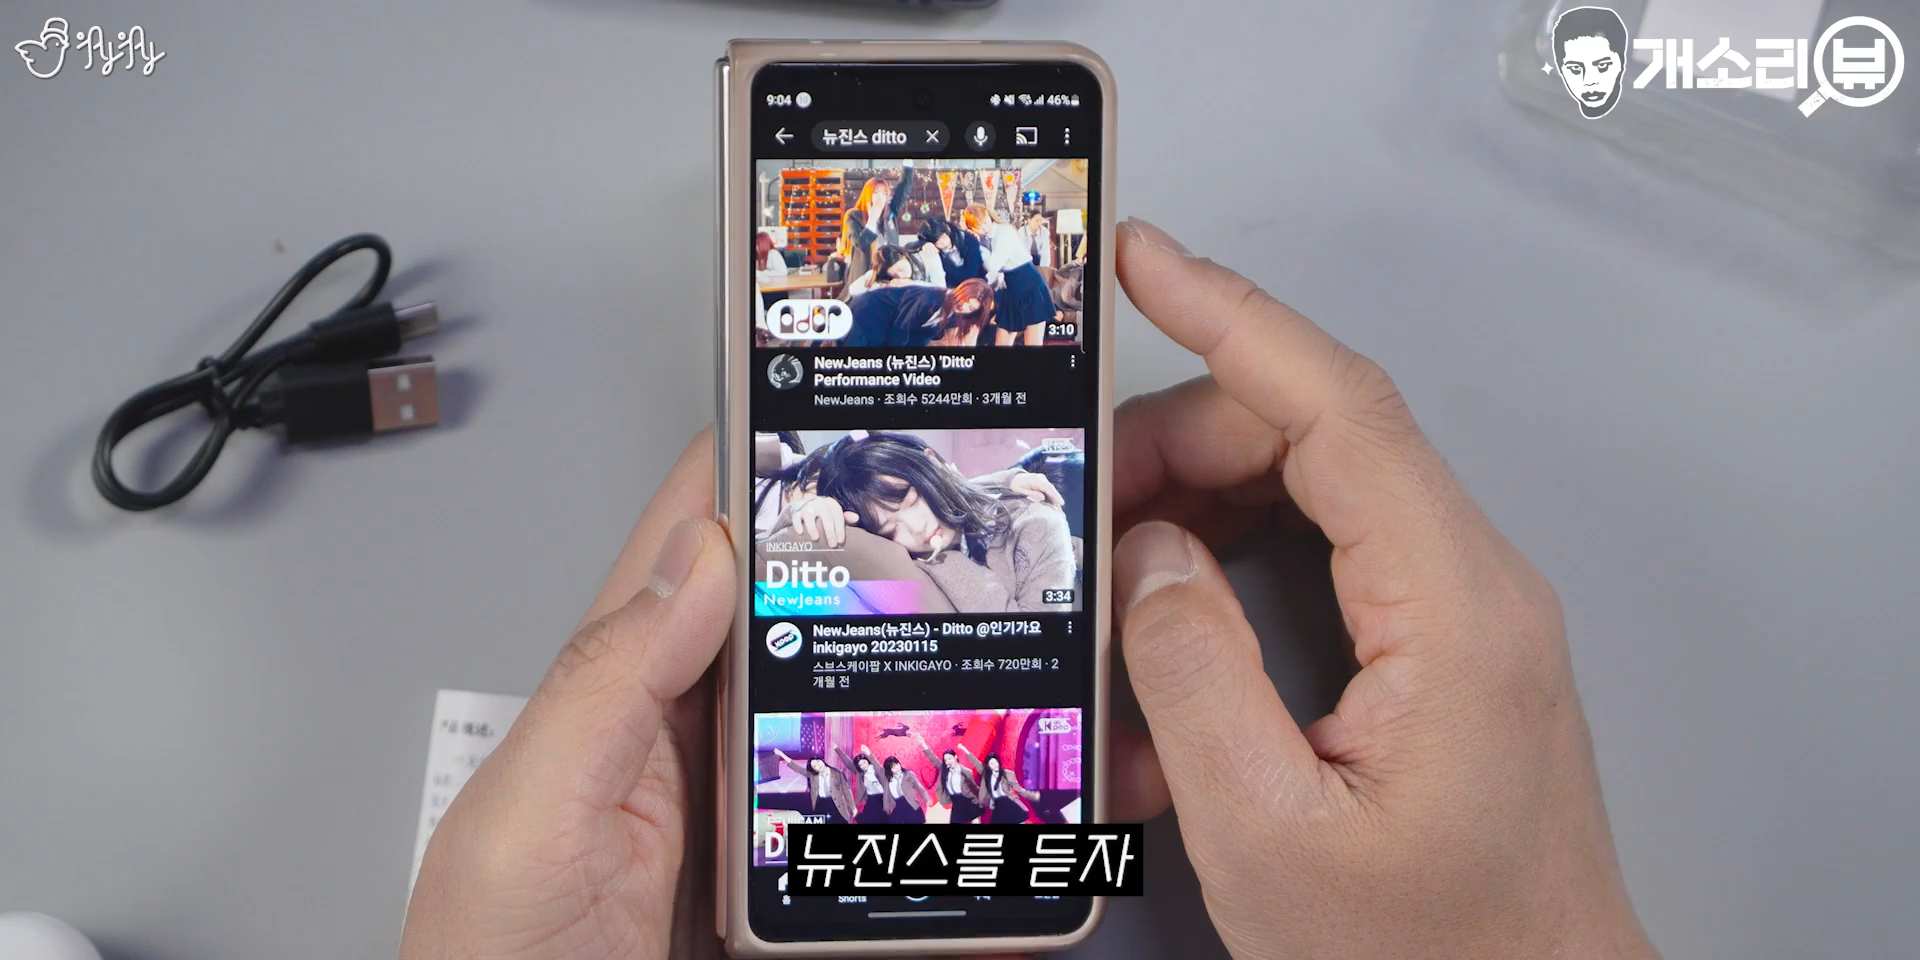 개소리뷰
9:04
46%
뉴진스 ditto
ador
3:10
NewJeans (뉴진스) 'Ditto'
Performance Video
NewJeans · 조회수 5244만회 · 3개월 전
INKIGAYO
Ditto
NewJeans
3:34
NewJeans(뉴진스) - Ditto @인기가요
inkigayo 20230115
스브스케이팝 X INKIGAYO · 조회수 720만회 · 2
개월 전
뉴진스를 듣자
홈
Shorts